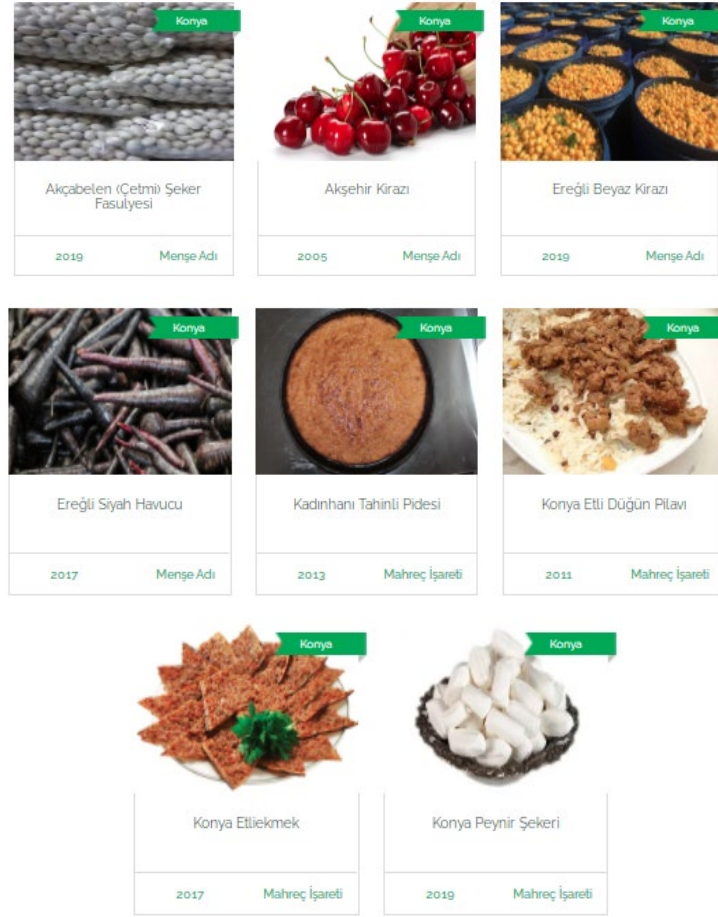 Konya
Konya
Konya
Akçabelen (Çetmi) Şeker
Fasulyesi
Akşehir Kirazı
Ereğli Beyaz Kirazı
2019 Menşe Adı
2005 Menşe Adı
2019 Menşe Adı
Konya
Konya
Konya
Ereğli Siyah Havucu
Kadınhanı Tahinli Pidesi
Konya Etli Düğün Pilavı
2017 Menşe Adı
2013 Mahreç İşareti
2011 Mahreç İşareti
Konya
Konya
Konya Etliekmek
Konya Peynir Şekeri
2017 Mahreç İşareti
2019 Mahreç İşareti